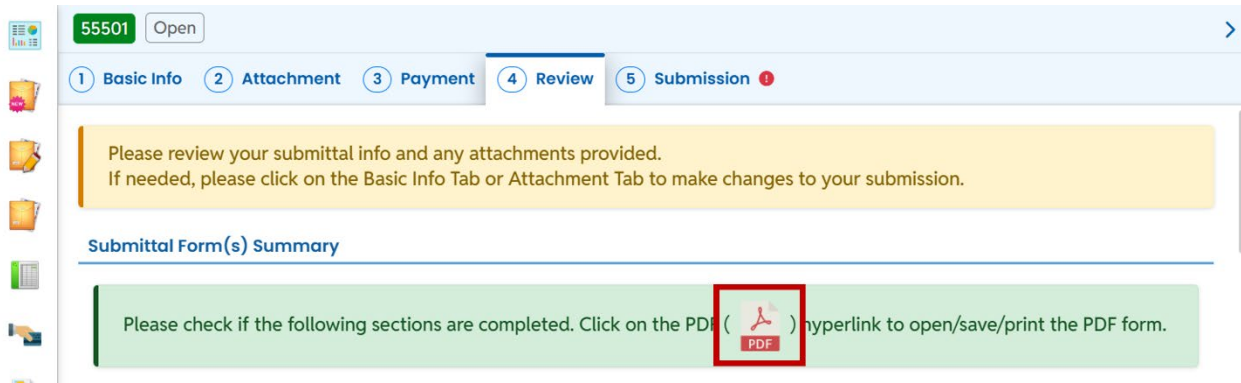 55501 Open
1 Basic Info 2 Attachment 3 Payment 4 Review 5 Submission !
NEW
Please review your submittal info and any attachments provided.
If needed, please click on the Basic Info Tab or Attachment Tab to make changes to your submission.
Submittal Form(s) Summary
Please check if the following sections are completed. Click on the PDF ( PDF ) hyperlink to open/save/print the PDF form.